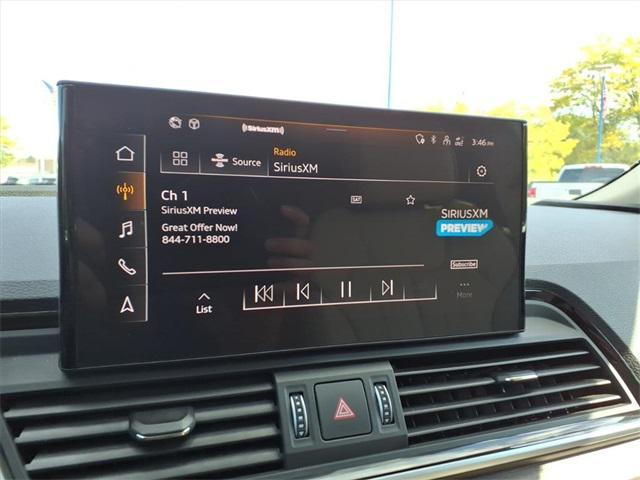 ((SiriusXM))
3:46 PM
Source
Radio
SiriusXM
Ch 1
SAT
SiriusXM Preview
Great Offer Now!
844-711-8800
SIRIUSXM
PREVIEW
Subscribe
List
More